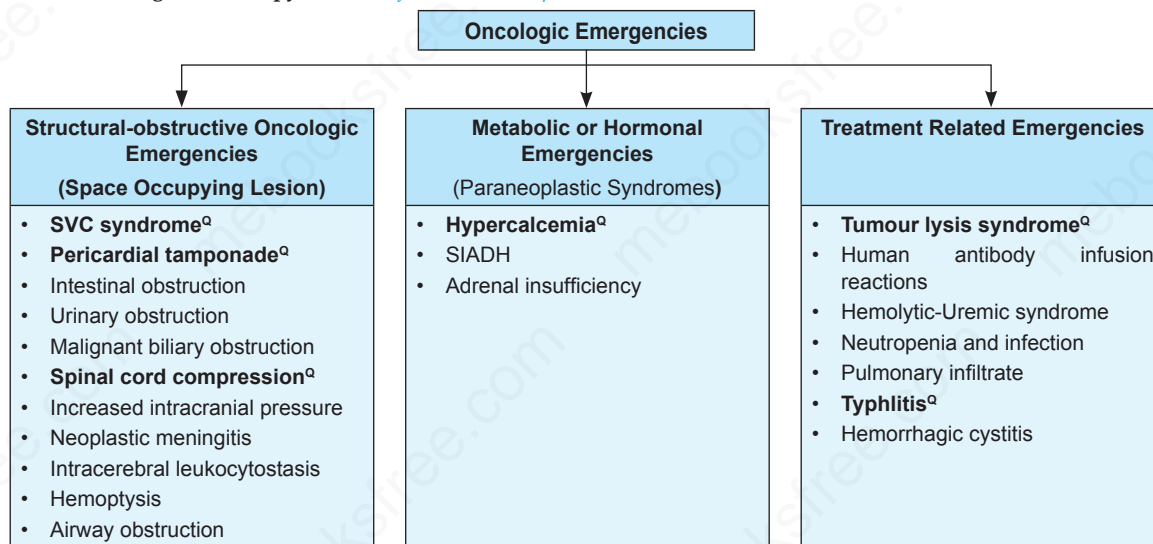 Oncologic Emergencies
Structural-obstructive Oncologic
Emergencies
(Space Occupying Lesion)
• SVC syndromeQ
• Pericardial tamponadeQ
• Intestinal obstruction
• Urinary obstruction
• Malignant biliary obstruction
• Spinal cord compressionQ
• Increased intracranial pressure
• Neoplastic meningitis
• Intracerebral leukocytostasis
• Hemoptysis
• Airway obstruction
Metabolic or Hormonal
Emergencies
(Paraneoplastic Syndromes)
• HypercalcemiaQ
• SIADH
• Adrenal insufficiency
Treatment Related Emergencies
• Tumour lysis syndromeQ
• Human antibody infusion
reactions
• Hemolytic-Uremic syndrome
• Neutropenia and infection
• Pulmonary infiltrate
• TyphlitisQ
• Hemorrhagic cystitis